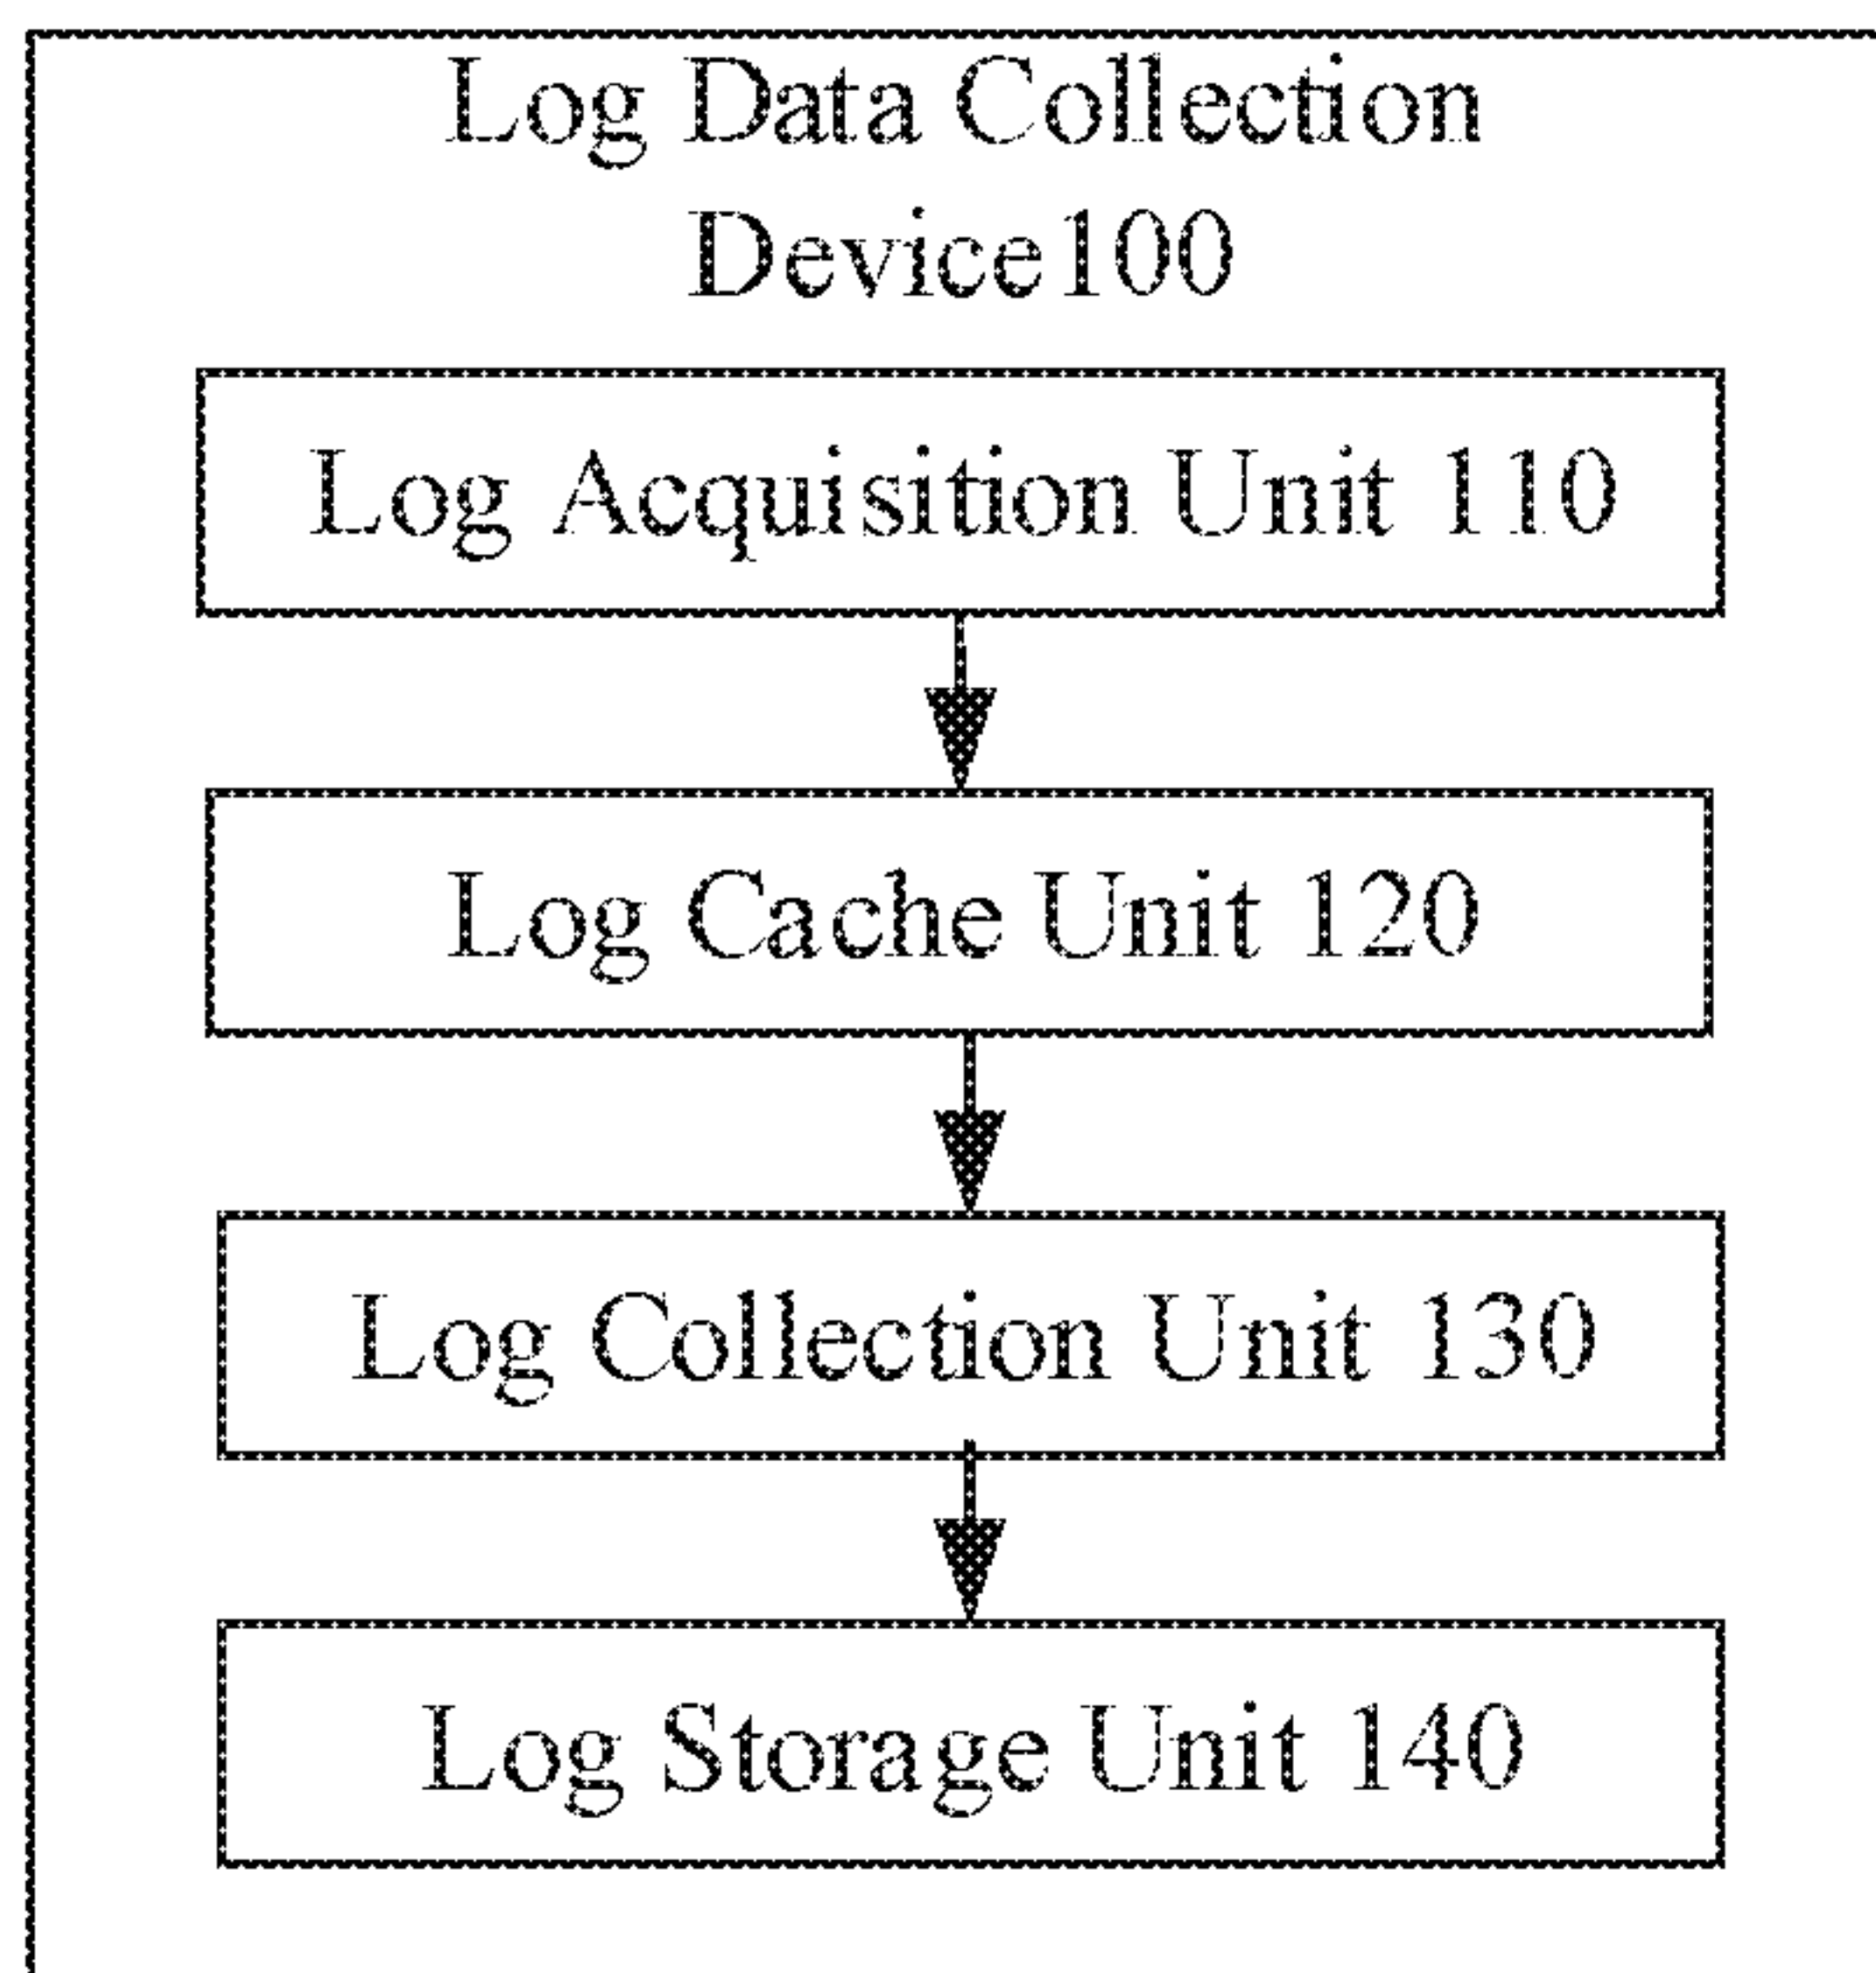 Log Data Collection
Device100
Log Acquisition Unit 110
Log Cache Unit 120
Log Collection Unit 130
Log Storage Unit 140